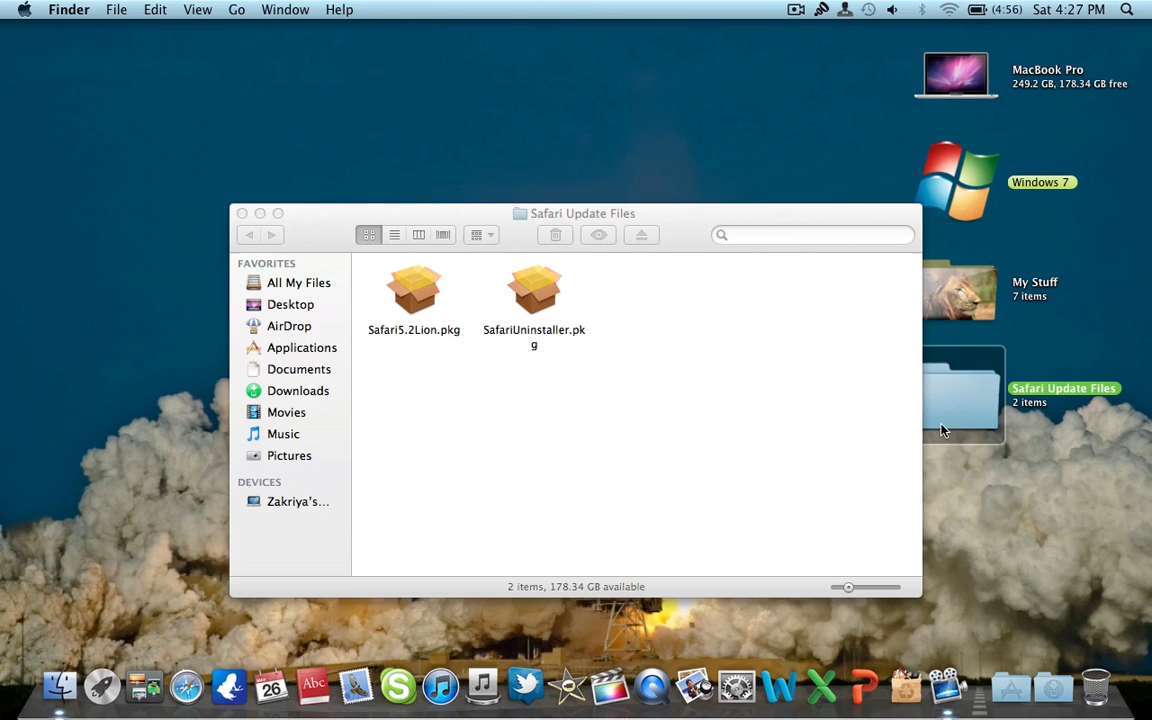 Finder File Edit View Go Window Help (4:56) Sat 4:27 PM
MacBook Pro
249.2 GB, 178.34 GB free
Windows 7
My Stuff
7 items
Safari Update Files
2 items
Safari Update Files
FAVORITES
All My Files
Desktop
AirDrop
Applications
Documents
Downloads
Movies
Music
Pictures
DEVICES
Zakriya's...
Safari5.2Lion.pkg
SafariUninstaller.pk
g
2 items, 178.34 GB available
MAY
26
Abc
W
X
P